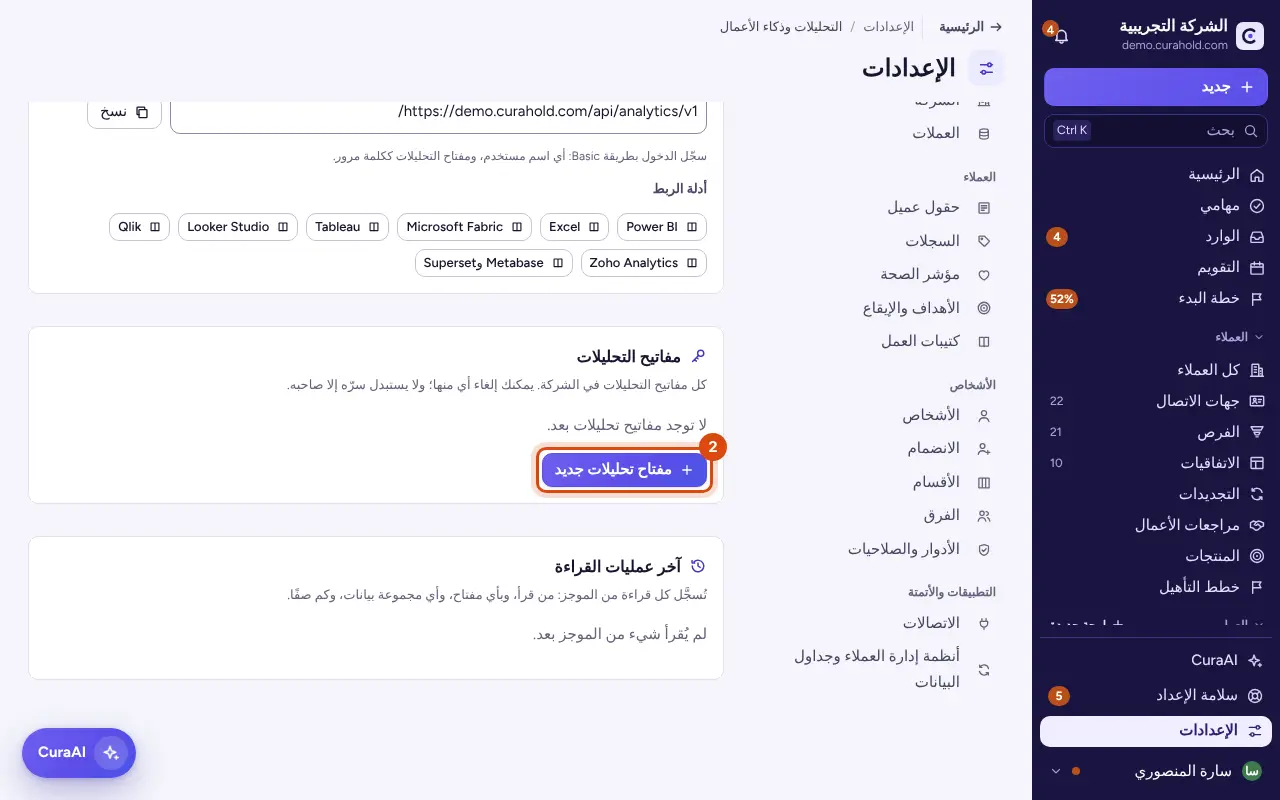 الشركة التجريبية
demo.curahold.com
4
جديد
بحث
Ctrl K
الرئيسية
مهامي
الوارد
4
التقويم
خطة البدء
52%
العملاء
كل العملاء
جهات الاتصال
22
الفرص
21
الاتفاقيات
10
التجديدات
مراجعات الأعمال
المنتجات
خطط التأهيل
CuraAI
سلامة الإعداد
5
الإعدادات
سا
سارة المنصوري
الرئيسية
الإعدادات / التحليلات وذكاء الأعمال
الإعدادات
الشركة
العملات
العملاء
حقول عميل
السجلات
مؤشر الصحة
الأهداف والإيقاع
كتيبات العمل
الأشخاص
الأشخاص
الانضمام
الأقسام
الفرق
الأدوار والصلاحيات
التطبيقات والأتمتة
الاتصالات
أنظمة إدارة العملاء وجداول
البيانات
https://demo.curahold.com/api/analytics/v1/
نسخ
سجّل الدخول بطريقة Basic: أي اسم مستخدم، ومفتاح التحليلات ككلمة مرور.
أدلة الربط
Power BI
Excel
Microsoft Fabric
Tableau
Looker Studio
Qlik
Zoho Analytics
Metabase وSuperset
مفاتيح التحليلات
كل مفاتيح التحليلات في الشركة. يمكنك إلغاء أي منها؛ ولا يستبدل سرّه إلا صاحبه.
لا توجد مفاتيح تحليلات بعد.
2
مفتاح تحليلات جديد
آخر عمليات القراءة
تُسجَّل كل قراءة من الموجز: من قرأ، وبأي مفتاح، وأي مجموعة بيانات، وكم صفًا.
لم يُقرأ شيء من الموجز بعد.
CuraAI